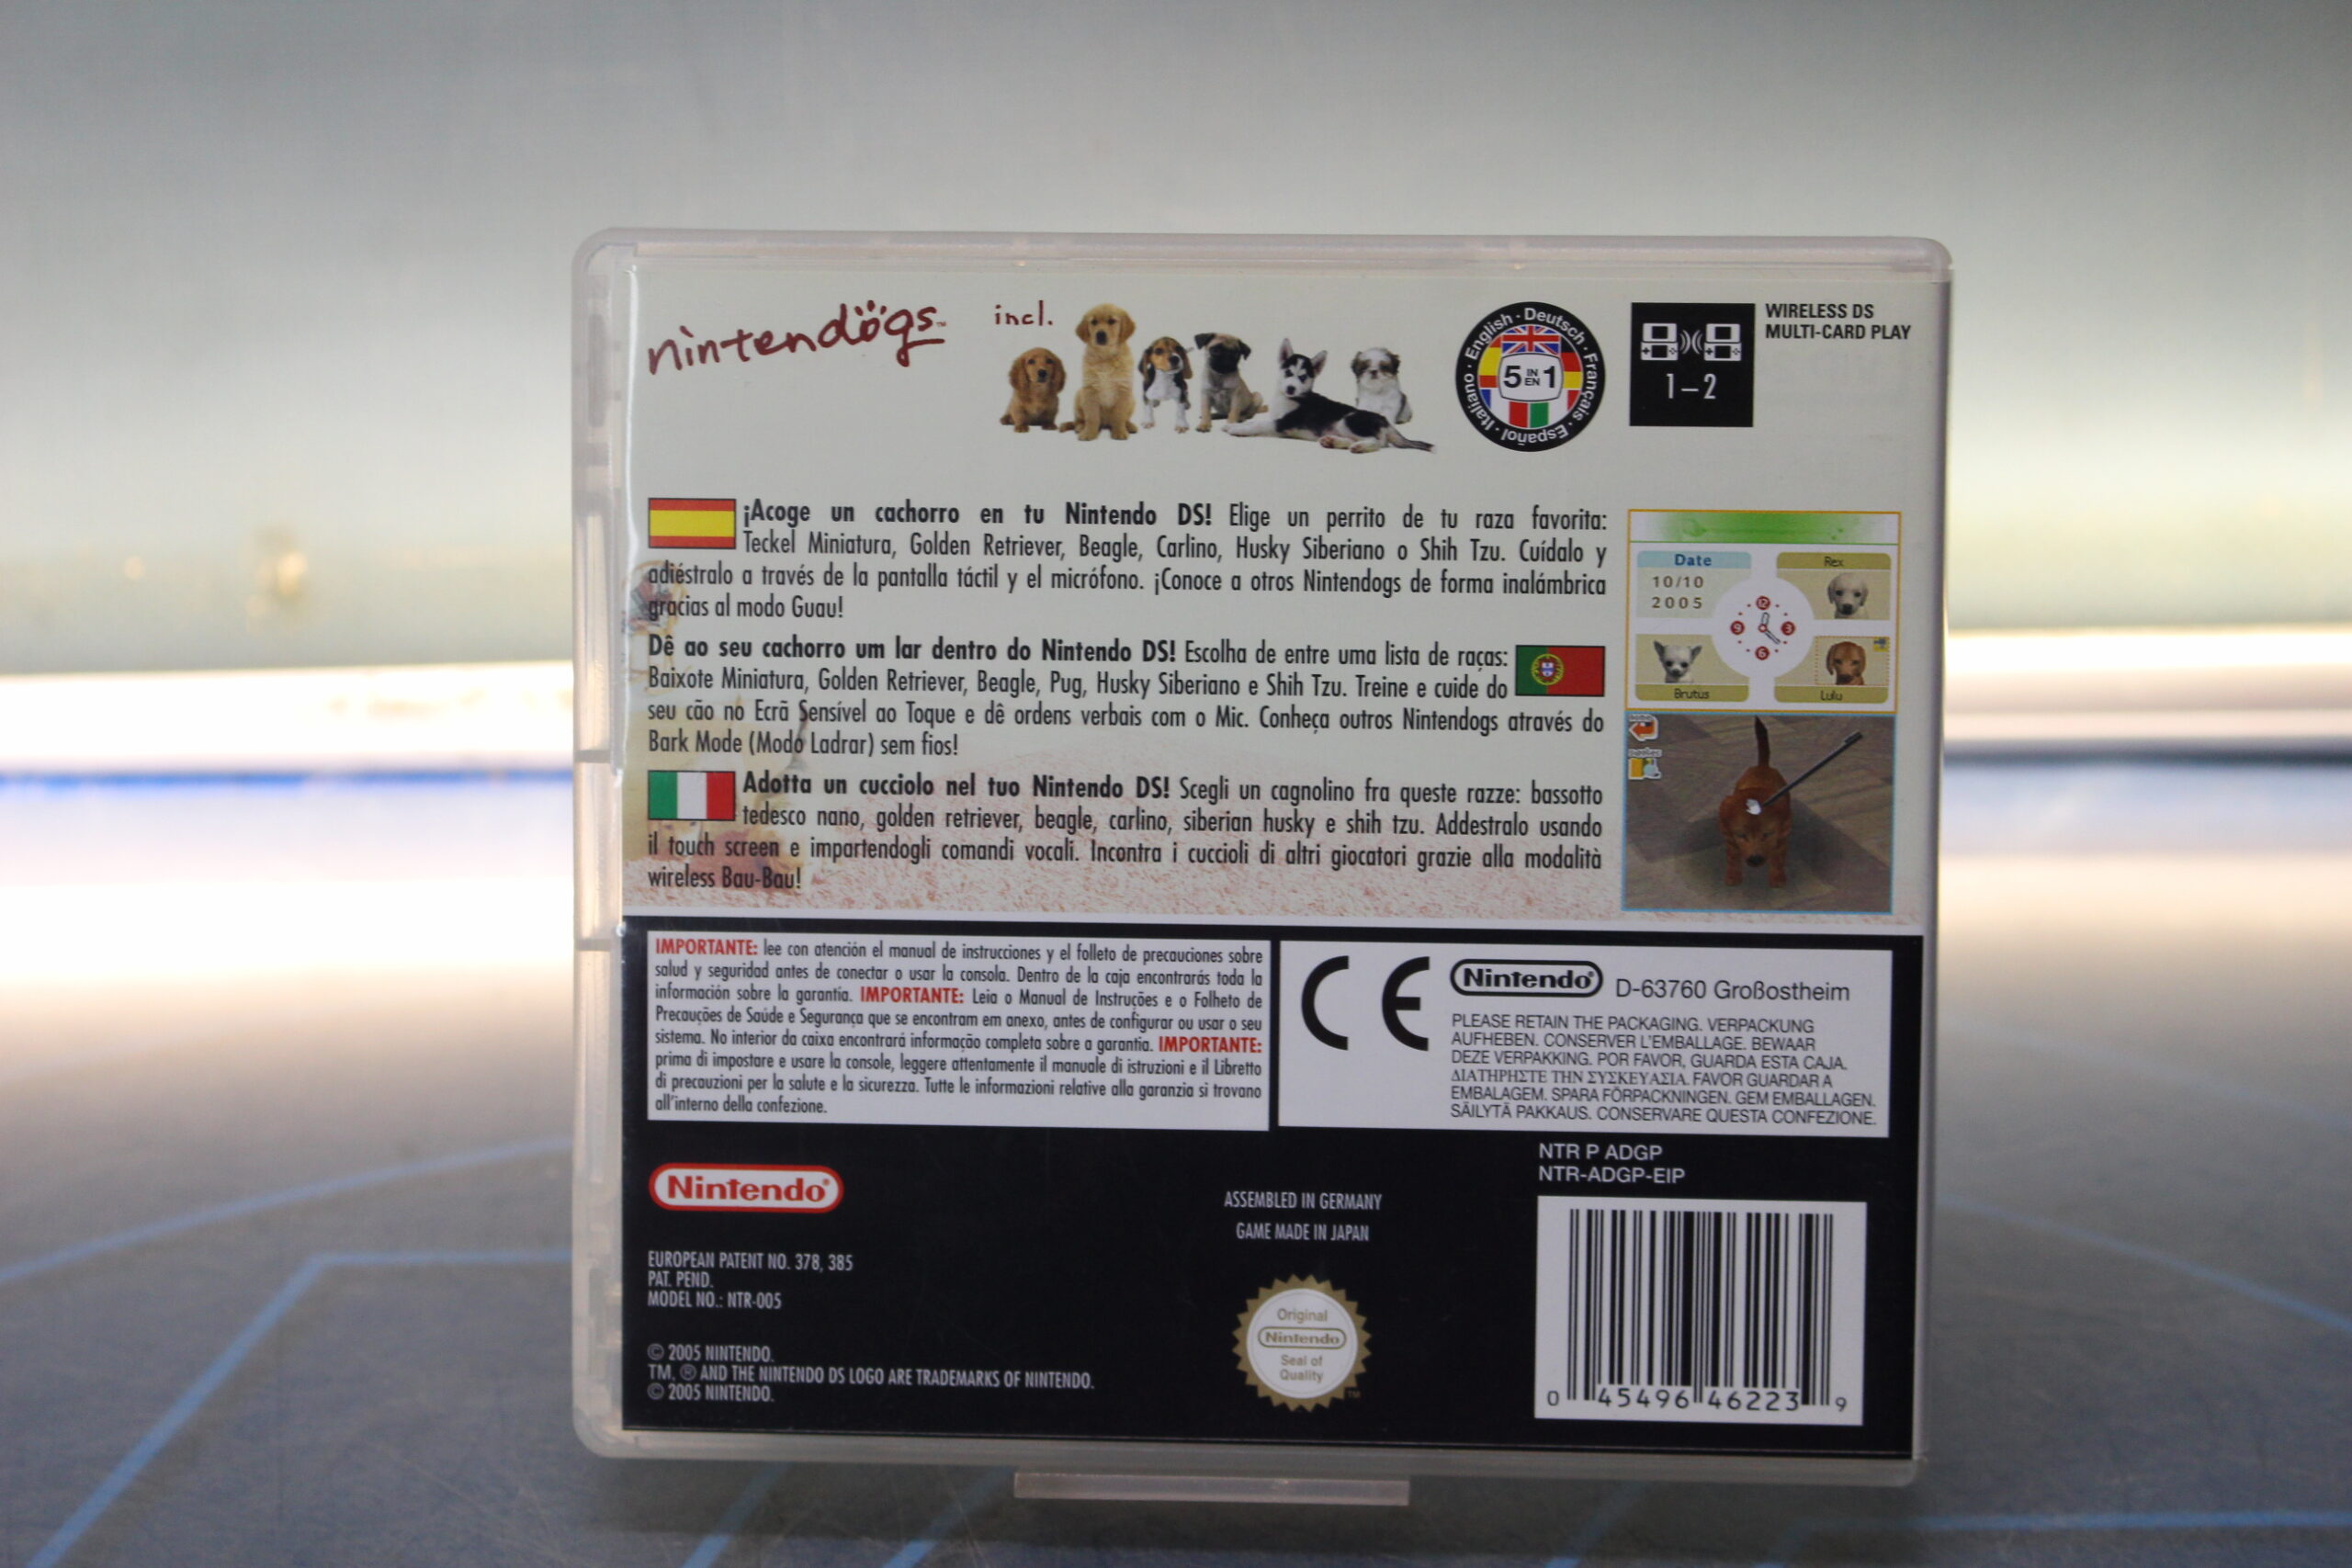 nintendögs™
incl.
English · Deutsch · Français · Español · Italiano ·
5 IN EN 1
1–2
WIRELESS DS
MULTI-CARD PLAY
¡Acoge un cachorro en tu Nintendo DS! Elige un perrito de tu raza favorita:
Teckel Miniatura, Golden Retriever, Beagle, Carlino, Husky Siberiano o Shih Tzu. Cuídalo y
adiéstralo a través de la pantalla táctil y el micrófono. ¡Conoce a otros Nintendogs de forma inalámbrica
gracias al modo Guau!
Dê ao seu cachorro um lar dentro do Nintendo DS! Escolha de entre uma lista de raças:
Baixote Miniatura, Golden Retriever, Beagle, Pug, Husky Siberiano e Shih Tzu. Treine e cuide do
seu cão no Ecrã Sensível ao Toque e dê ordens verbais com o Mic. Conheça outros Nintendogs através do
Bark Mode (Modo Ladrar) sem fios!
Adotta un cucciolo nel tuo Nintendo DS! Scegli un cagnolino fra queste razze: bassotto
tedesco nano, golden retriever, beagle, carlino, siberian husky e shih tzu. Addestralo usando
il touch screen e impartendogli comandi vocali. Incontra i cuccioli di altri giocatori grazie alla modalità
wireless Bau-Bau!
Date
10/10
2005
Rex
12
9
3
6
Brutus
Lulu
IMPORTANTE: lee con atención el manual de instrucciones y el folleto de precauciones sobre
salud y seguridad antes de conectar o usar la consola. Dentro de la caja encontrarás toda la
información sobre la garantía. IMPORTANTE: Leia o Manual de Instruções e o Folheto de
Precauções de Saúde e Segurança que se encontram em anexo, antes de configurar ou usar o seu
sistema. No interior da caixa encontrará informação completa sobre a garantia. IMPORTANTE:
prima di impostare e usare la console, leggere attentamente il manuale di istruzioni e il Libretto
di precauzioni per la salute e la sicurezza. Tutte le informazioni relative alla garanzia si trovano
all'interno della confezione.
CE
Nintendo® D-63760 Großostheim
PLEASE RETAIN THE PACKAGING. VERPACKUNG
AUFHEBEN. CONSERVER L'EMBALLAGE. BEWAAR
DEZE VERPAKKING. POR FAVOR, GUARDA ESTA CAJA.
ΔΙΑΤΗΡΗΣΤΕ ΤΗΝ ΣΥΣΚΕΥΑΣΙΑ. FAVOR GUARDAR A
EMBALAGEM. SPARA FÖRPACKNINGEN. GEM EMBALLAGEN.
SÄILYTÄ PAKKAUS. CONSERVARE QUESTA CONFEZIONE.
NTR P ADGP
NTR-ADGP-EIP
Nintendo®
ASSEMBLED IN GERMANY
GAME MADE IN JAPAN
EUROPEAN PATENT NO. 378, 385
PAT. PEND.
MODEL NO.: NTR-005
© 2005 NINTENDO.
TM, ® AND THE NINTENDO DS LOGO ARE TRADEMARKS OF NINTENDO.
© 2005 NINTENDO.
Original
Nintendo
Seal of
Quality
TM
0 45496 46223 9